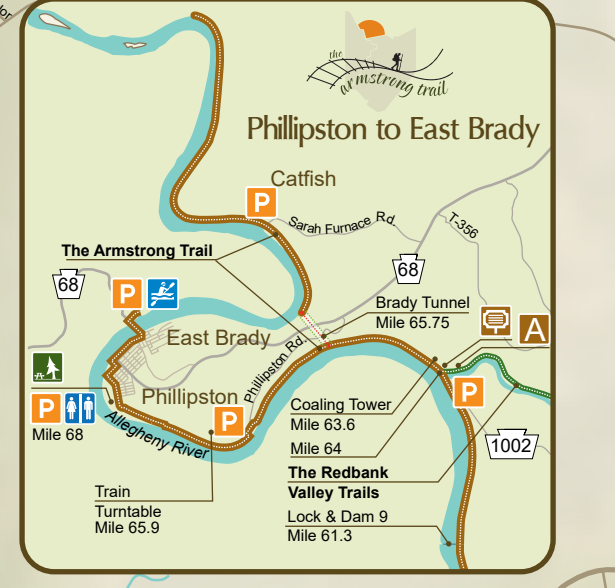 the
armstrong trail
Phillipston to East Brady
Catfish
P
Sarah Furnace Rd.
T-356
The Armstrong Trail
68
68
P
Brady Tunnel
Mile 65.75
East Brady
A
Phillipston Rd.
Phillipston
P
P
P
Mile 68
Allegheny River
Coaling Tower
Mile 63.6
Mile 64
1002
The Redbank
Valley Trails
Train
Turntable
Mile 65.9
Lock & Dam 9
Mile 61.3